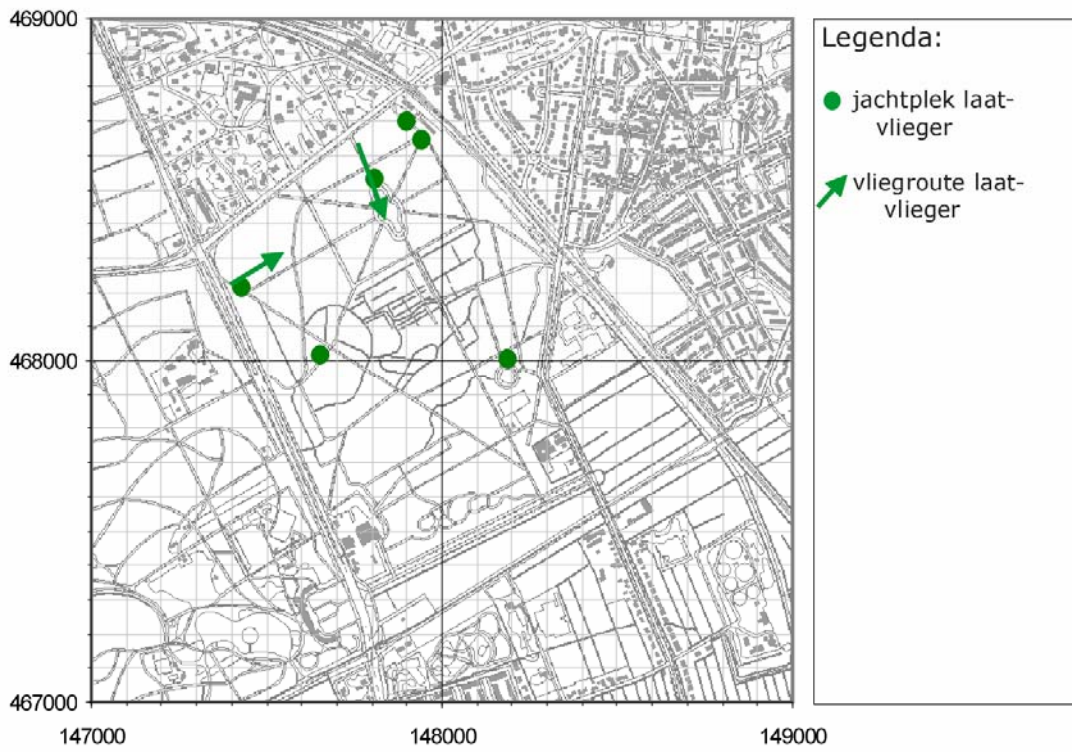 469000
Legenda:
jachtplek laat-
vlieger
vliegroute laat-
vlieger
468000
467000
147000 148000 149000